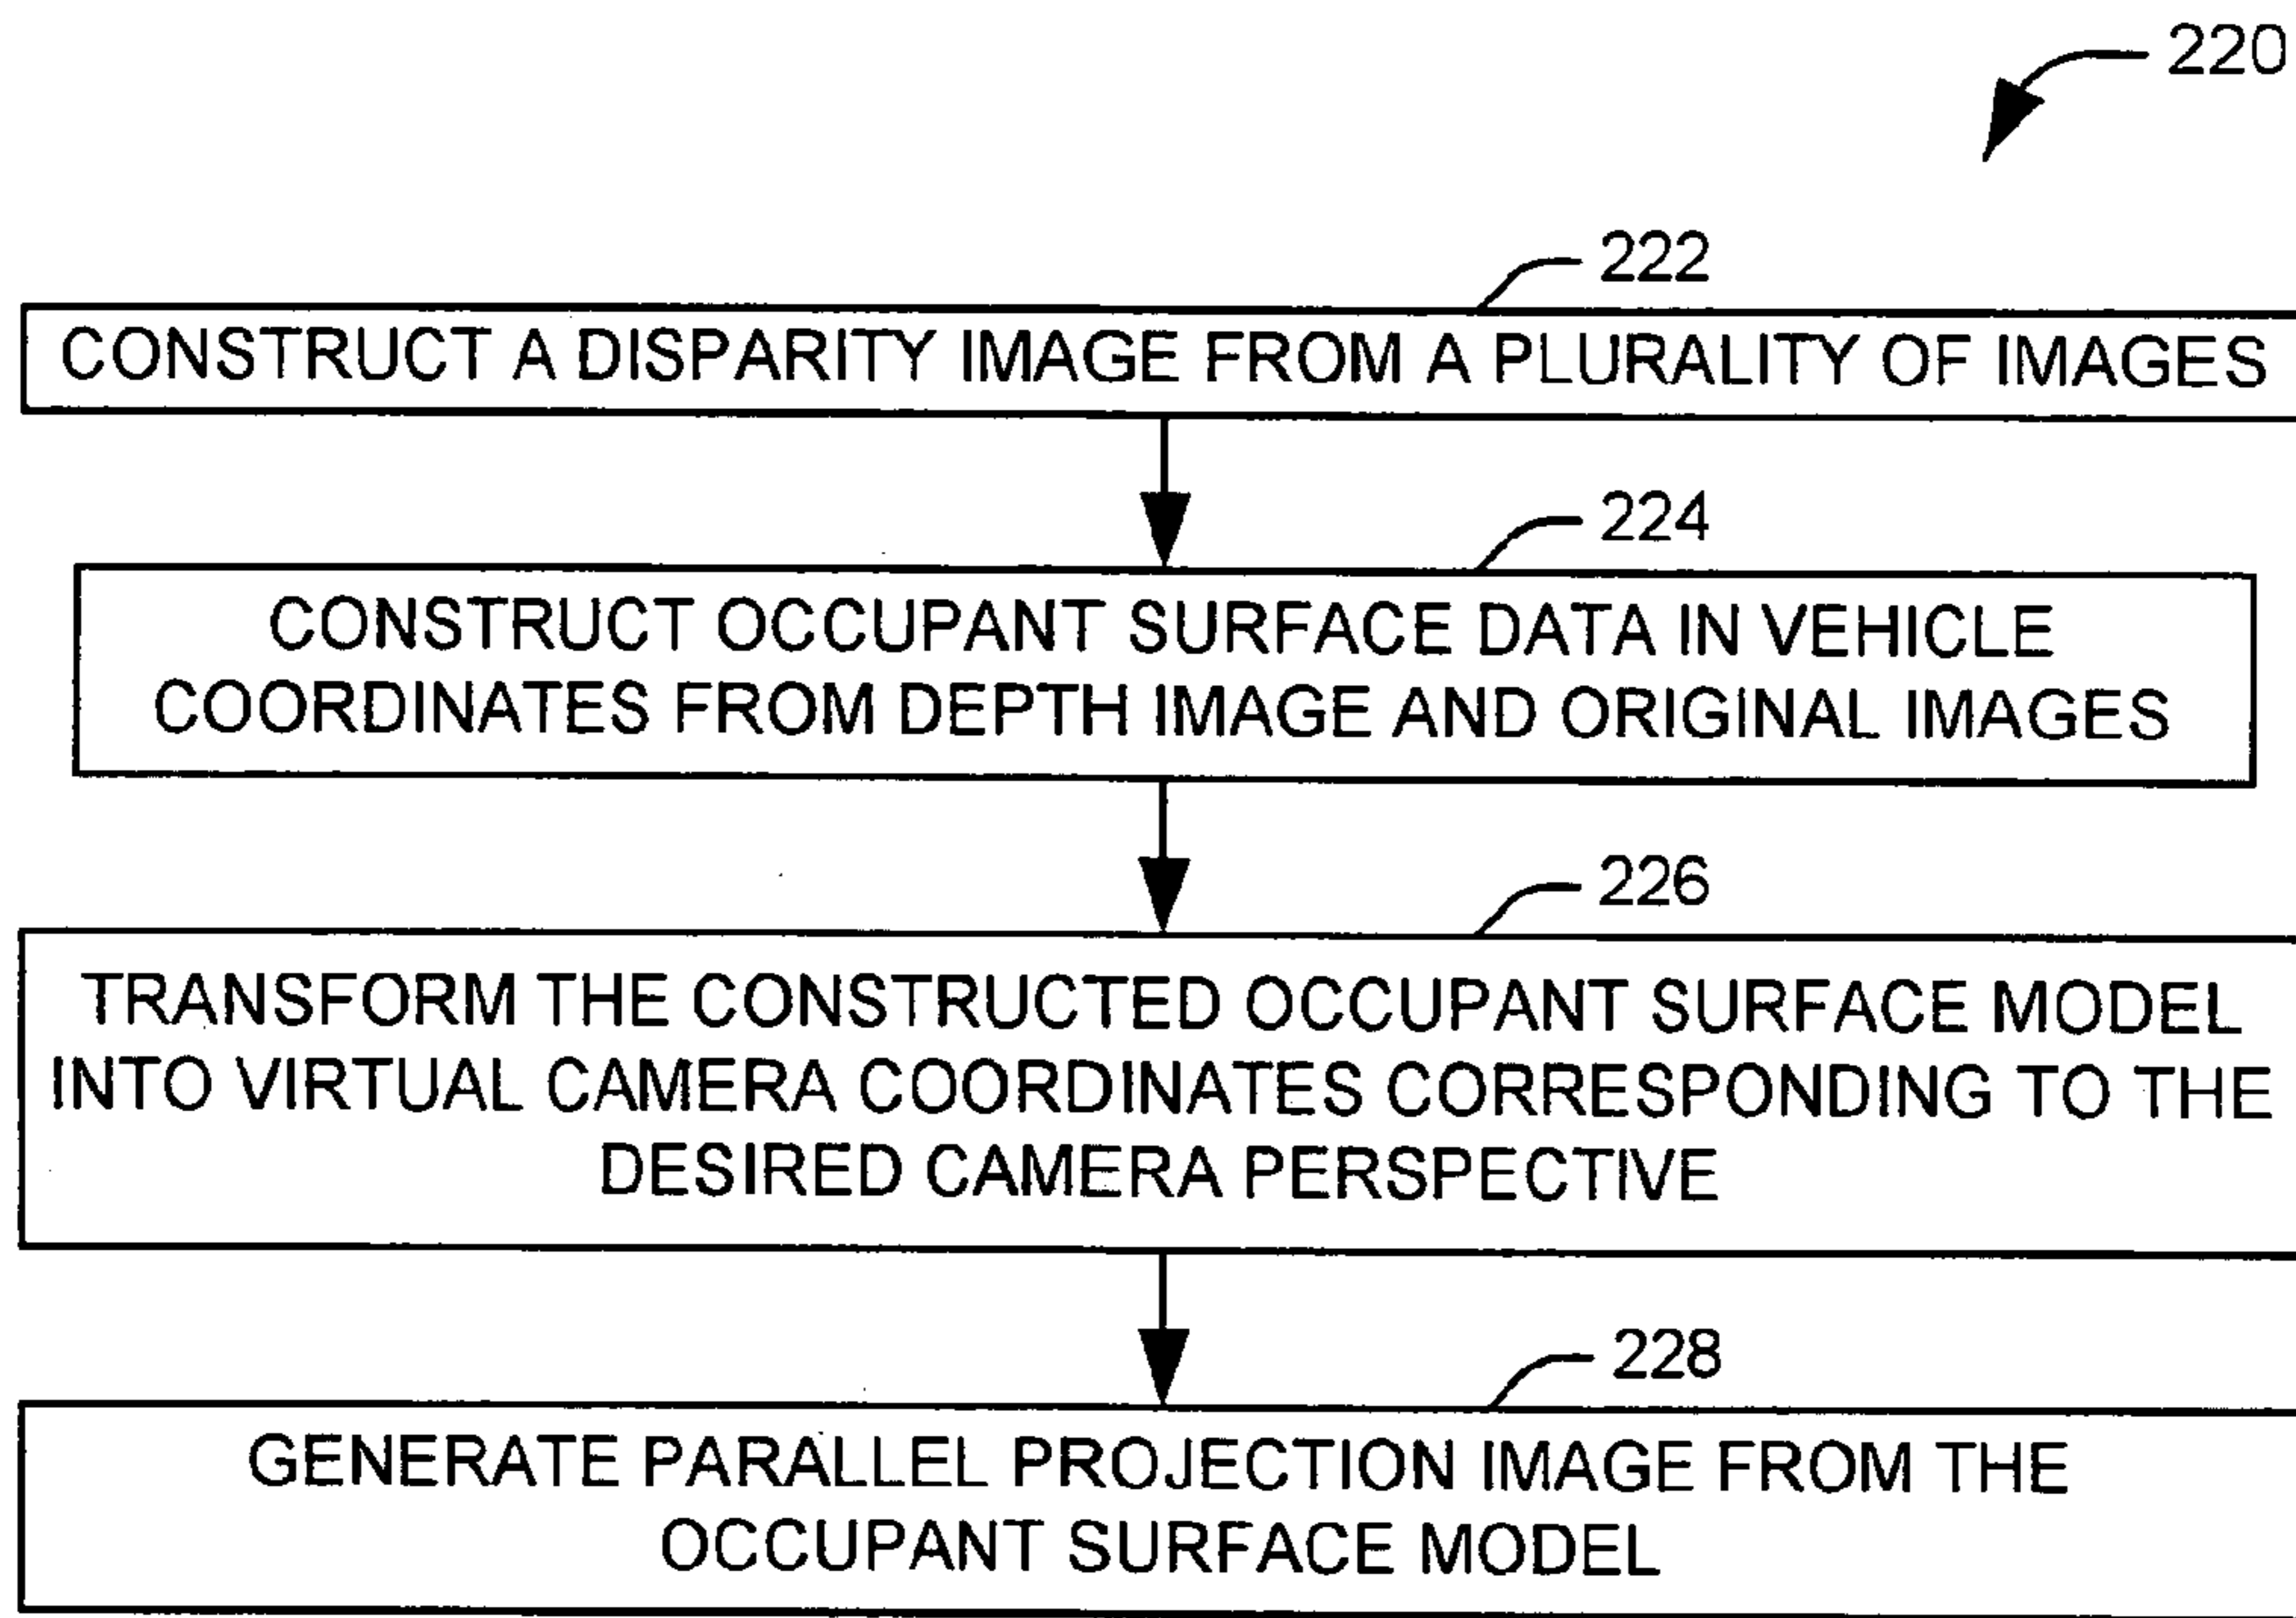 220
222
CONSTRUCT A DISPARITY IMAGE FROM A PLURALITY OF IMAGES
224
CONSTRUCT OCCUPANT SURFACE DATA IN VEHICLE
COORDINATES FROM DEPTH IMAGE AND ORIGINAL IMAGES
226
TRANSFORM THE CONSTRUCTED OCCUPANT SURFACE MODEL
INTO VIRTUAL CAMERA COORDINATES CORRESPONDING TO THE
DESIRED CAMERA PERSPECTIVE
228
GENERATE PARALLEL PROJECTION IMAGE FROM THE
OCCUPANT SURFACE MODEL